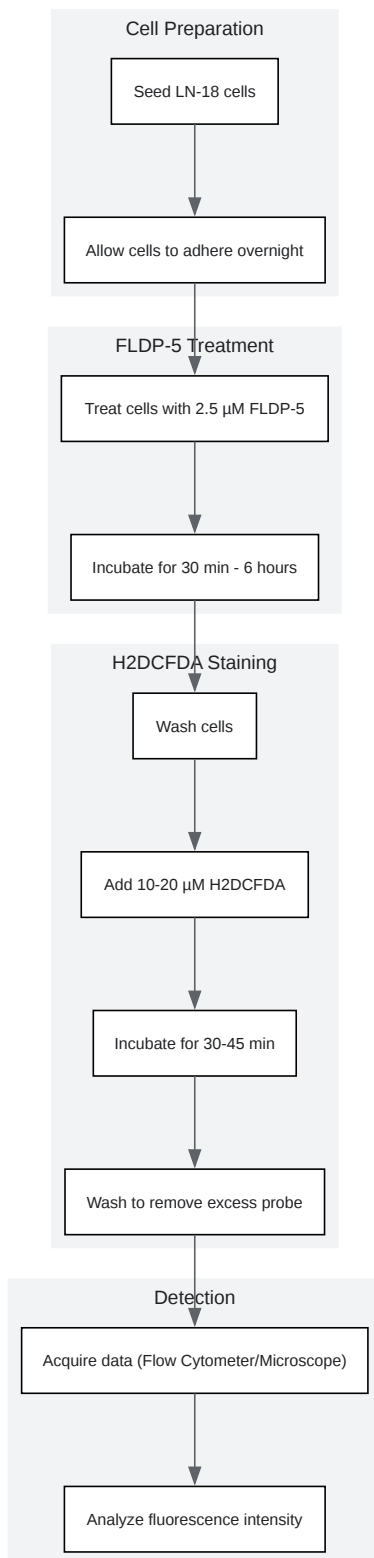 Cell Preparation
Seed LN-18 cells
Allow cells to adhere overnight
FLDP-5 Treatment
Treat cells with 2.5 µM FLDP-5
Incubate for 30 min - 6 hours
H2DCFDA Staining
Wash cells
Add 10-20 µM H2DCFDA
Incubate for 30-45 min
Wash to remove excess probe
Detection
Acquire data (Flow Cytometer/Microscope)
Analyze fluorescence intensity